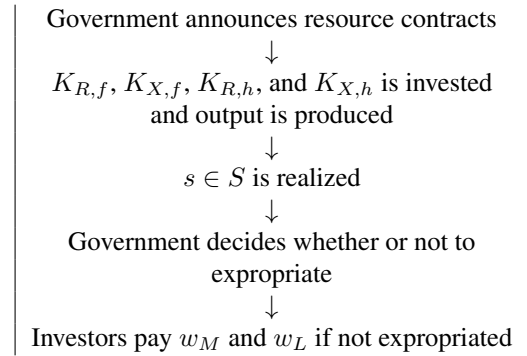 Government announces resource contracts
↓
K_{R,f}, K_{X,f}, K_{R,h}, and K_{X,h} is invested
and output is produced
↓
s ∈ S is realized
↓
Government decides whether or not to
expropriate
↓
Investors pay w_M and w_L if not expropriated